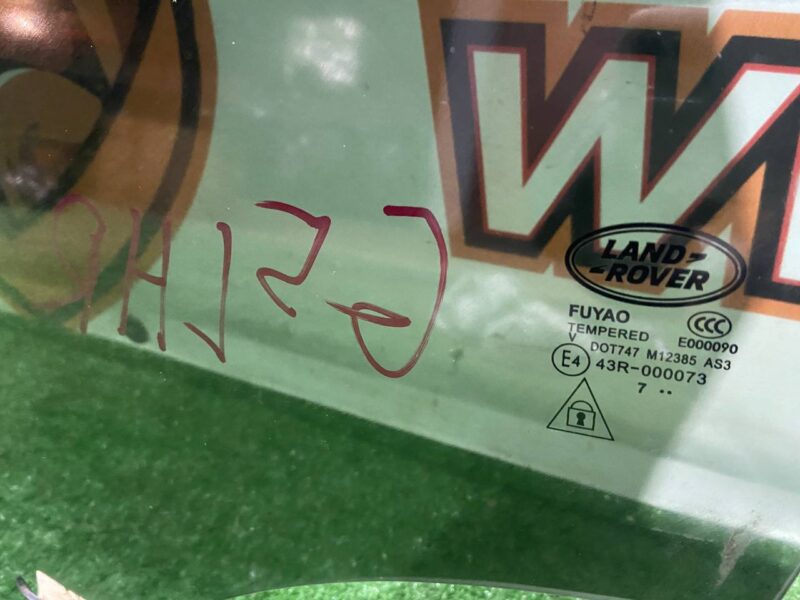 W
LAND-
-ROVER
FUYAO
CCC
TEMPERED E000090
V
DOT747 M12385 AS3
E4 43R-000073
7 ..